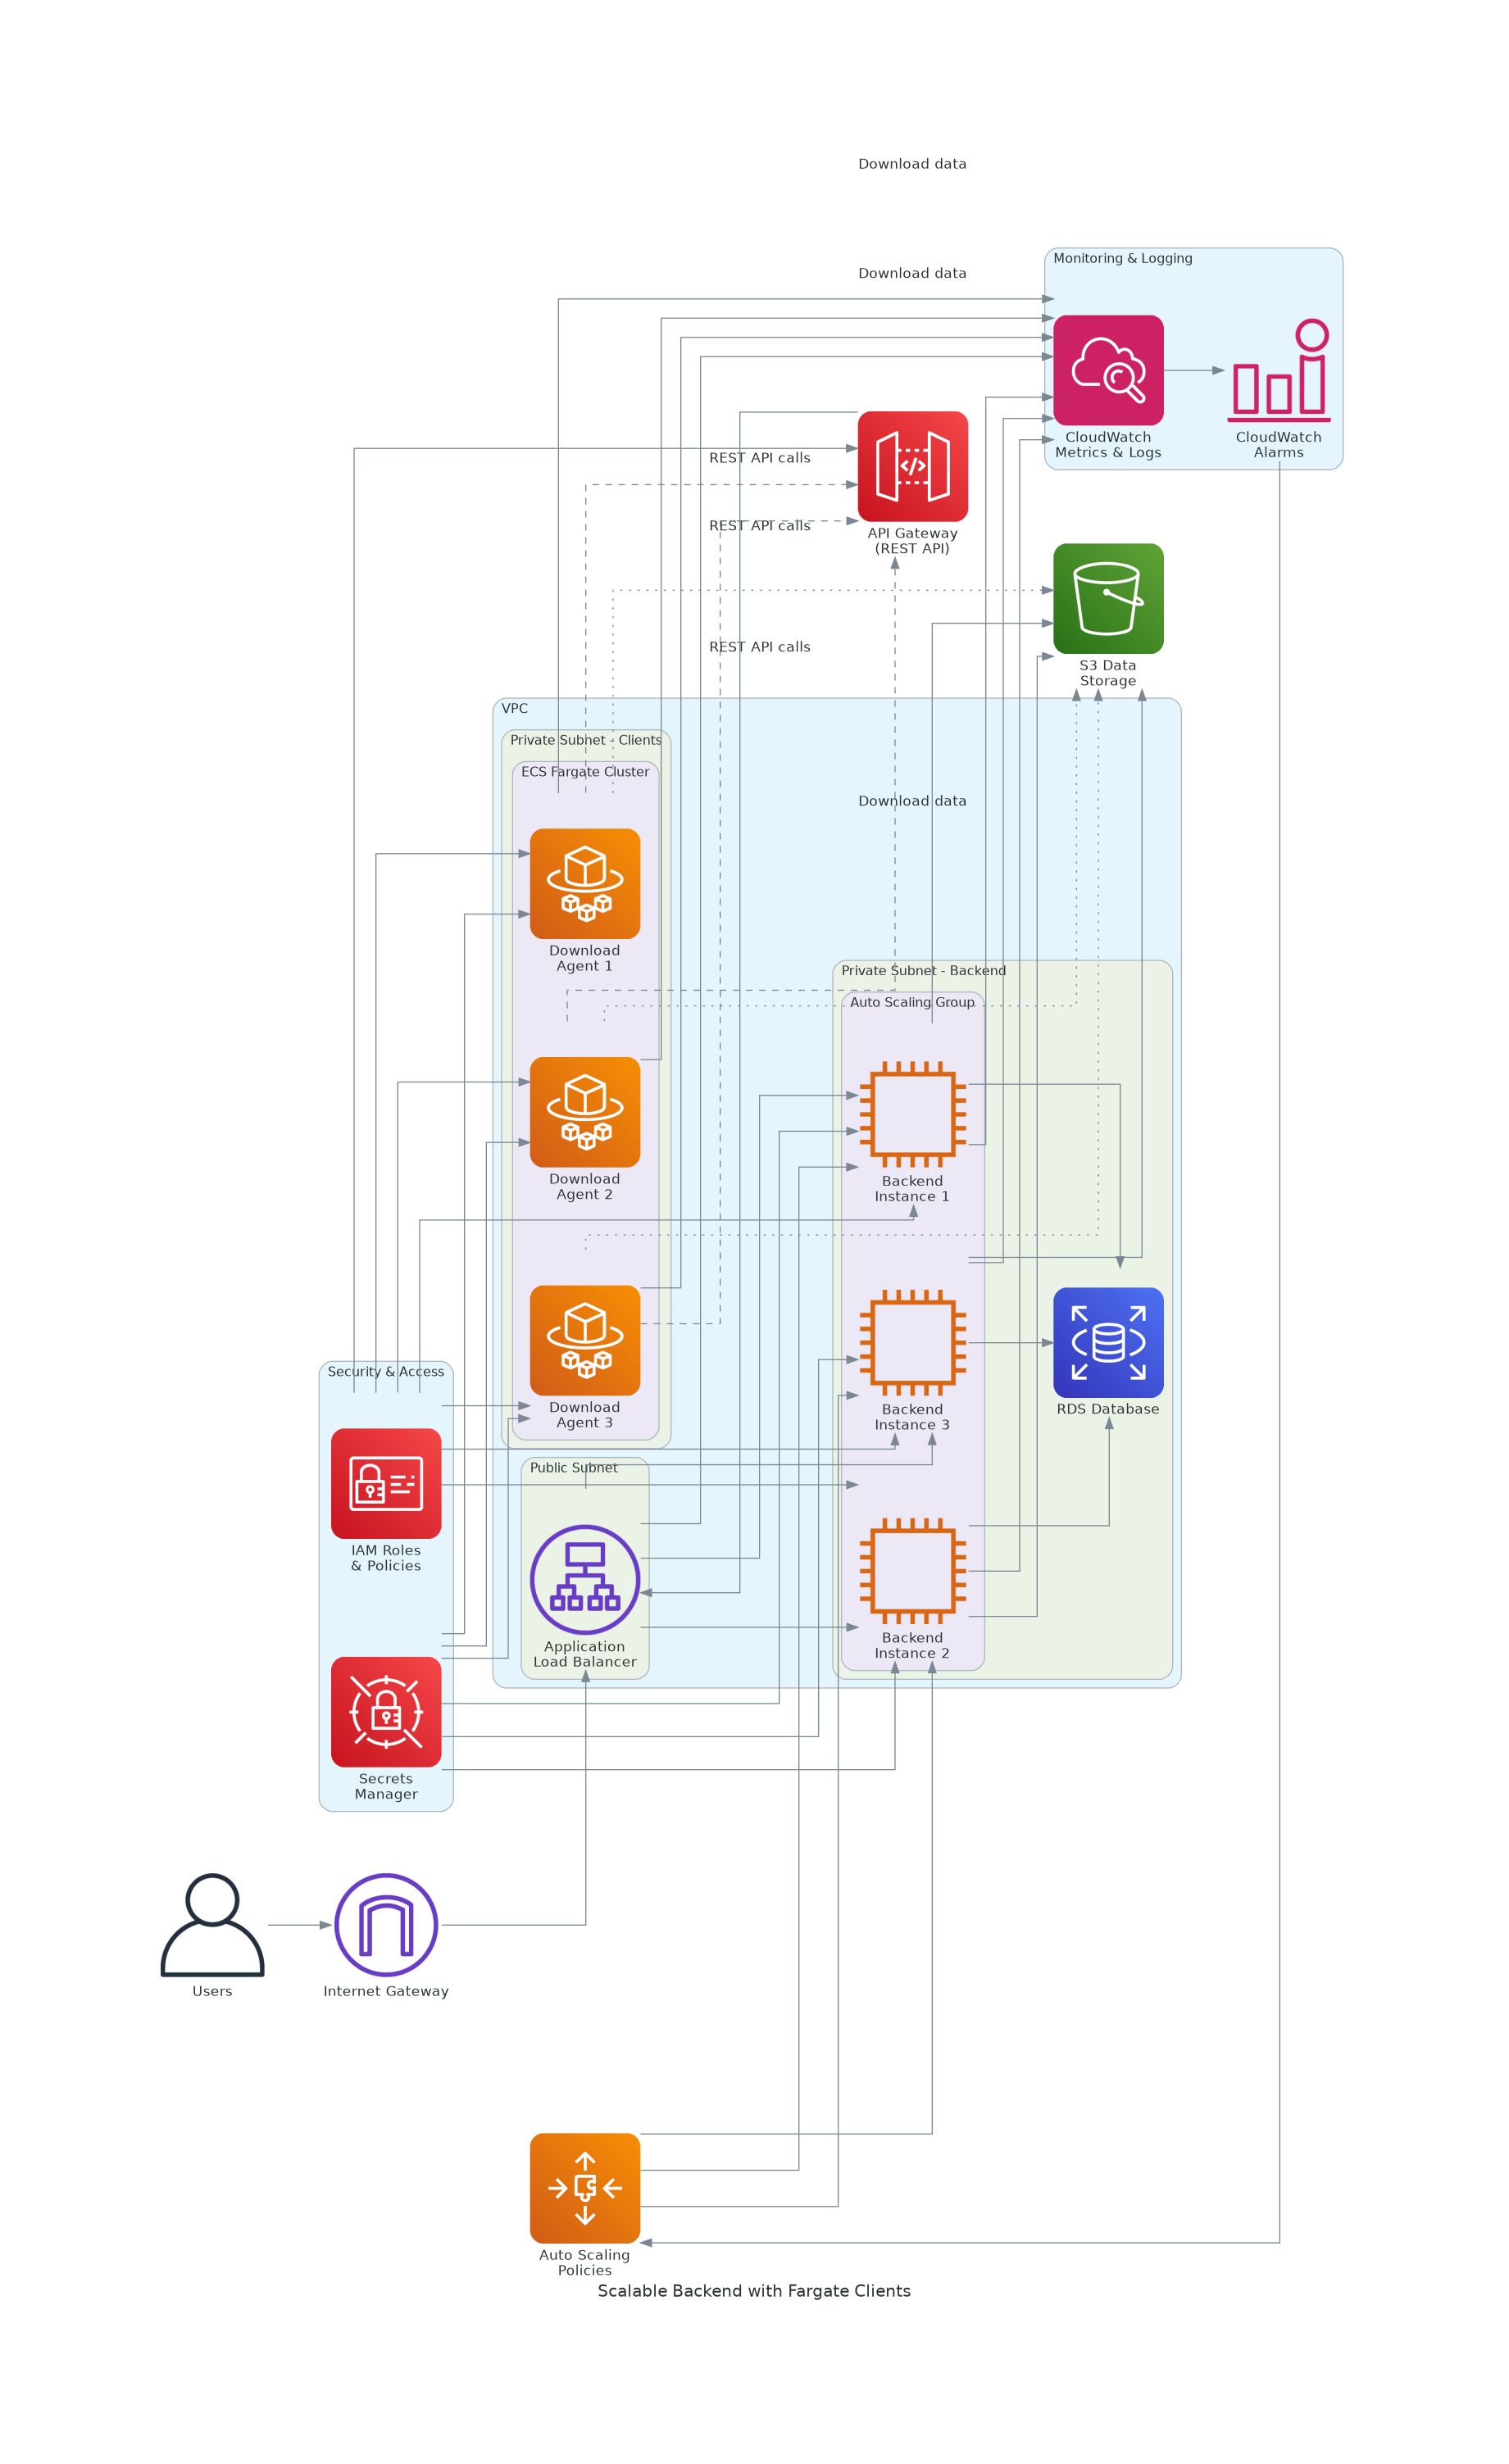 Download data
Download data
Monitoring & Logging
CloudWatch
Metrics & Logs
CloudWatch
Alarms
REST API calls
REST API calls
API Gateway
(REST API)
REST API calls
S3 Data
Storage
VPC
Private Subnet - Clients
ECS Fargate Cluster
Download data
Download
Agent 1
Private Subnet - Backend
Auto Scaling Group
Download
Agent 2
Backend
Instance 1
Security & Access
Download
Agent 3
Backend
Instance 3
RDS Database
Public Subnet
IAM Roles
& Policies
Application
Load Balancer
Backend
Instance 2
Secrets
Manager
Users
Internet Gateway
Auto Scaling
Policies
Scalable Backend with Fargate Clients